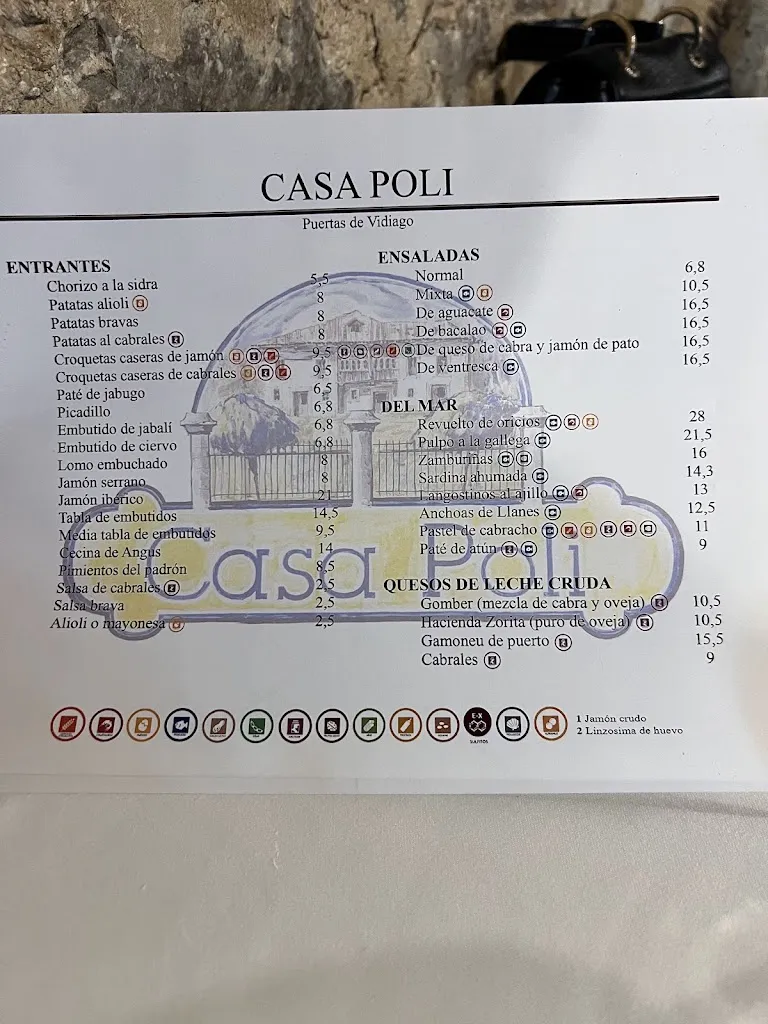 CASA POLI
Puertas de Vidiago
ENTRANTES
Chorizo a la sidra 5,5
Patatas alioli 8
Patatas bravas 8
Patatas al cabrales 8
Croquetas caseras de jamón 9,5
Croquetas caseras de cabrales 9,5
Paté de jabugo 6,5
Picadillo 6,8
Embutido de jabalí 6,8
Embutido de ciervo 6,8
Lomo embuchado 8
Jamón serrano 8
Jamón ibérico 21
Tabla de embutidos 14,5
Media tabla de embutidos 9,5
Cecina de Angus 14
Pimientos del padrón 8,5
Salsa de cabrales 2,5
Salsa brava 2,5
Alioli o mayonesa 2,5
ENSALADAS
Normal 6,8
Mixta 10,5
De aguacate 16,5
De bacalao 16,5
De queso de cabra y jamón de pato 16,5
De ventresca 16,5
DEL MAR
Revuelto de oricios 28
Pulpo a la gallega 21,5
Zamburiñas 16
Sardina ahumada 14,3
Langostinos al ajillo 13
Anchoas de Llanes 12,5
Pastel de cabracho 11
Paté de atún 9
QUESOS DE LECHE CRUDA
Gomber (mezcla de cabra y oveja) 10,5
Hacienda Zorita (puro de oveja) 10,5
Gamoneu de puerto 15,5
Cabrales 9
Casa Poli
E-X
SULFITOS
1 Jamón crudo
2 Linzosima de huevo